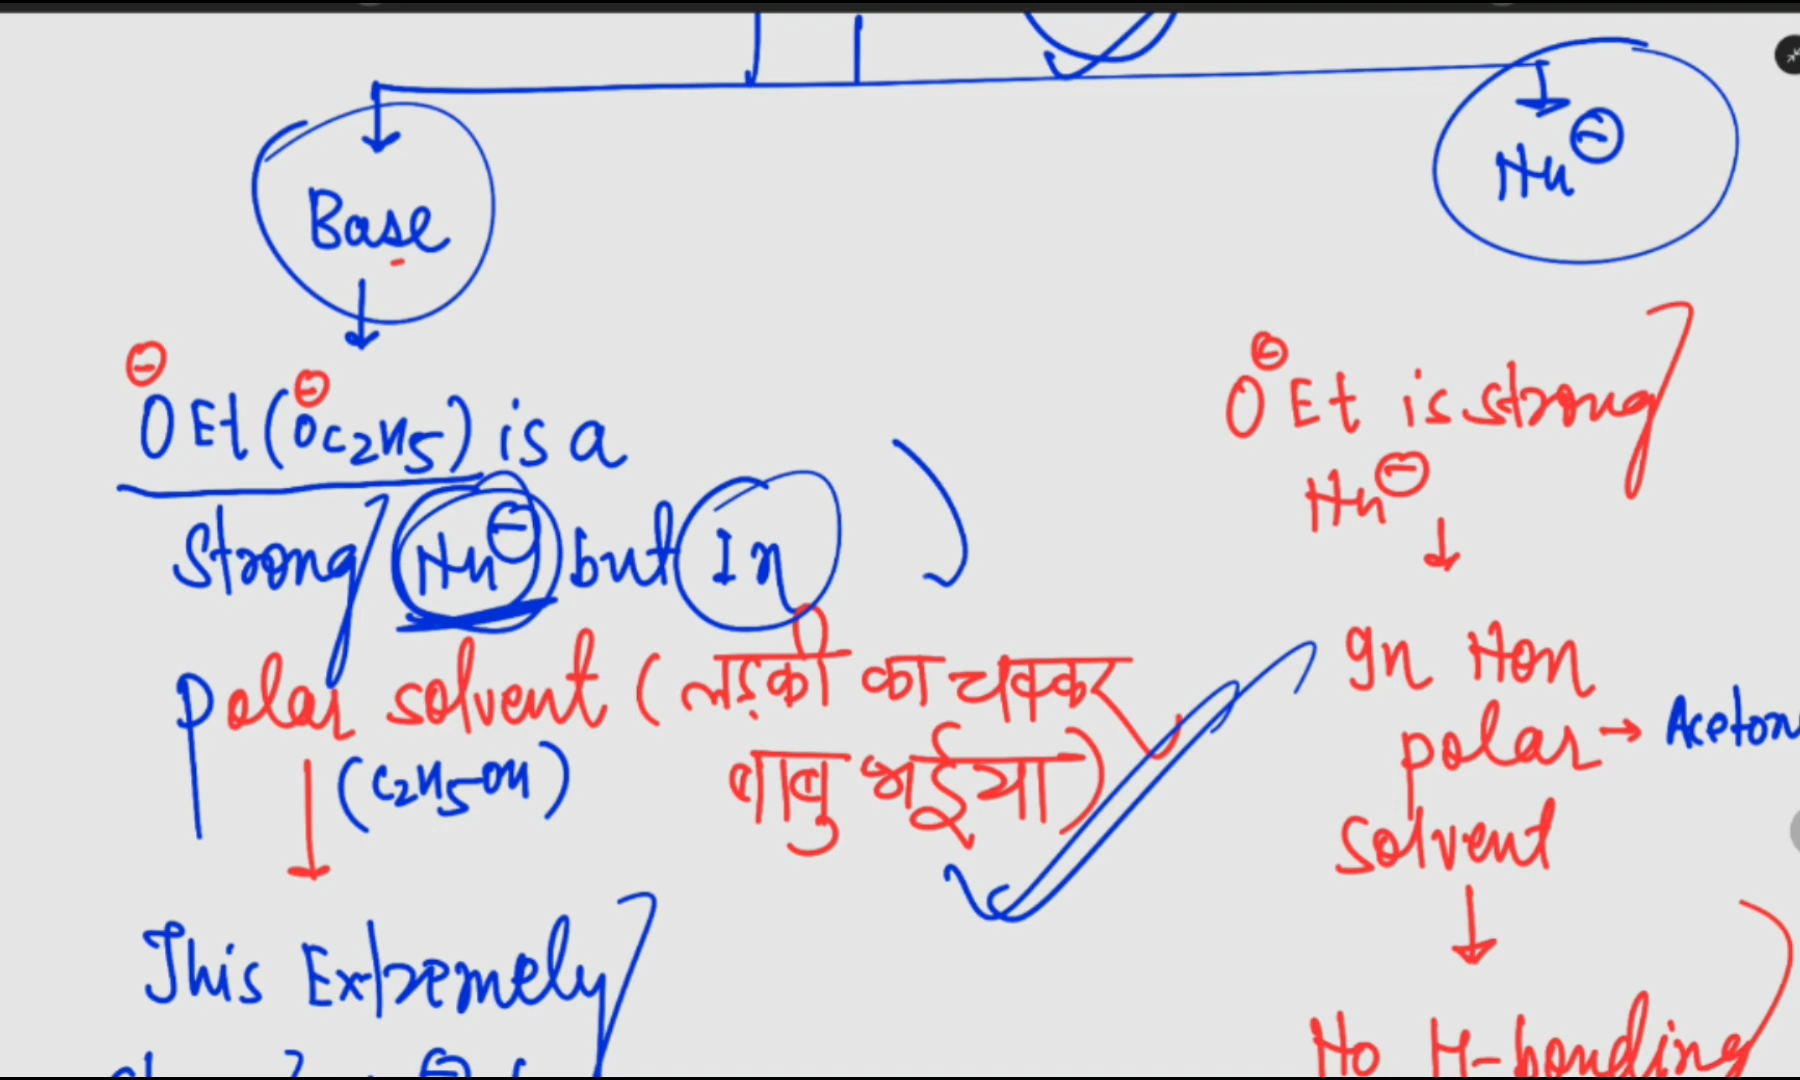 Base
⊖OEt (⊖OC2H5) is a
strong Nu⊖ but In
polar solvent (लड़की का चक्कर
बाबु भईया)
(C2H5-OH)
This Extremely
Nu⊖
⊖OEt is strong
Nu⊖
In Non
polar → Aceton
solvent
No H-bonding